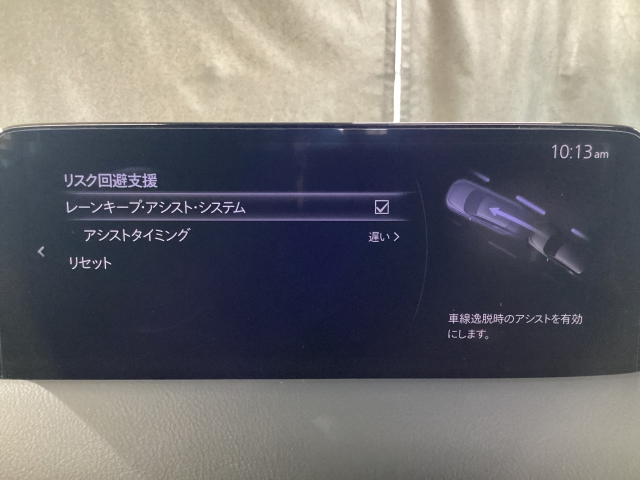 10:13am
リスク回避支援
レーンキープ・アシスト・システム
アシストタイミング 遅い
リセット
車線逸脱時のアシストを有効
にします。